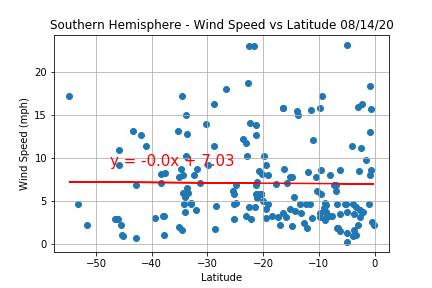 Southern Hemisphere - Wind Speed vs Latitude 08/14/20
20
15
10
5
0
Wind Speed (mph)
y = -0.0x + 7.03
−50
−40
−30
−20
−10
0
Latitude